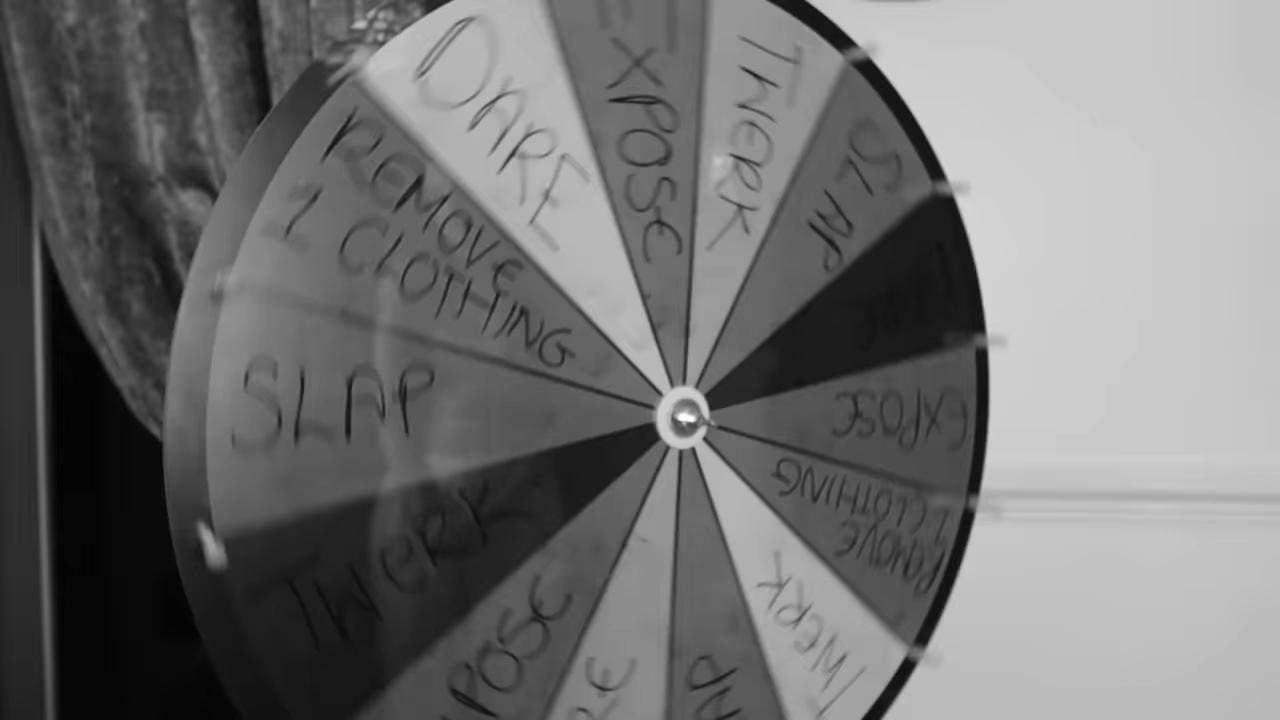 DARE
EXPOSE
TWERK
SLAP
EXPOSE
REMOVE
1 CLOTHING
TWERK
TWERK
SLAP
REMOVE
1 CLOTHING